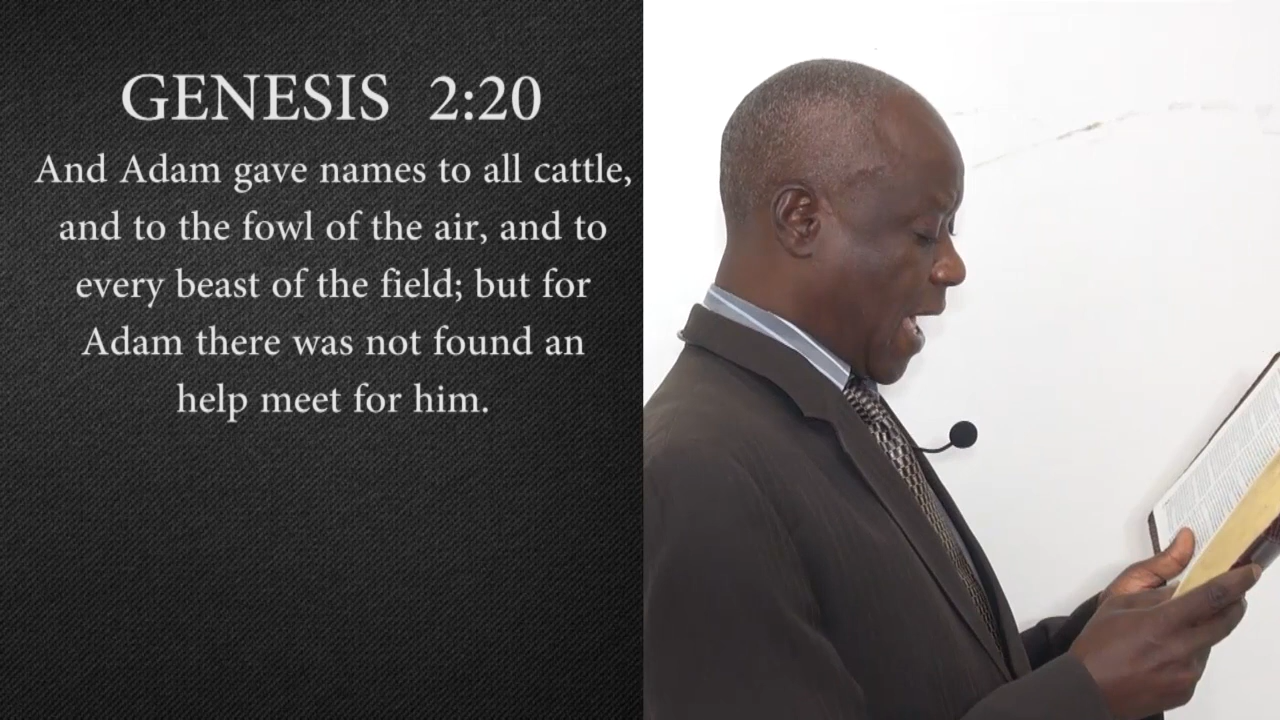 GENESIS 2:20
And Adam gave names to all cattle,
and to the fowl of the air, and to
every beast of the field; but for
Adam there was not found an
help meet for him.